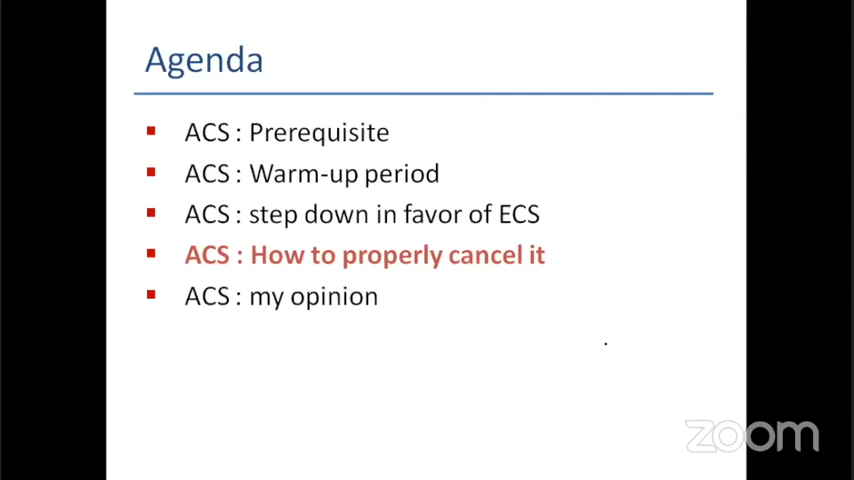 Agenda
ACS : Prerequisite
ACS : Warm-up period
ACS : step down in favor of ECS
ACS : How to properly cancel it
ACS : my opinion
zoom